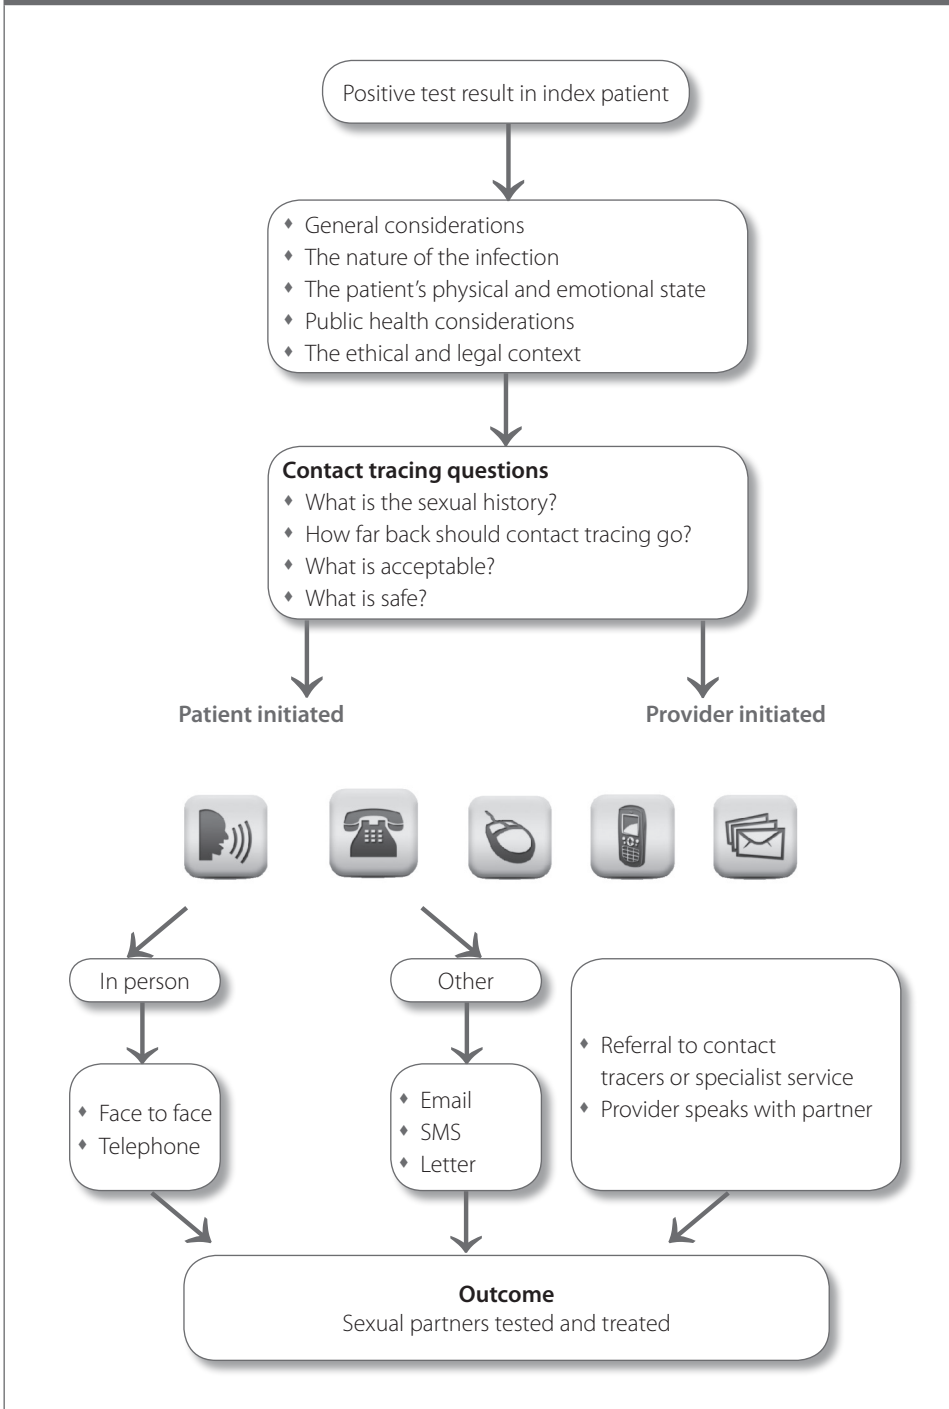 Positive test result in index patient
♦ General considerations
♦ The nature of the infection
♦ The patient's physical and emotional state
♦ Public health considerations
♦ The ethical and legal context
Contact tracing questions
♦ What is the sexual history?
♦ How far back should contact tracing go?
♦ What is acceptable?
♦ What is safe?
Patient initiated
Provider initiated
In person
♦ Face to face
♦ Telephone
Other
♦ Email
♦ SMS
♦ Letter
♦ Referral to contact
tracers or specialist service
♦ Provider speaks with partner
Outcome
Sexual partners tested and treated